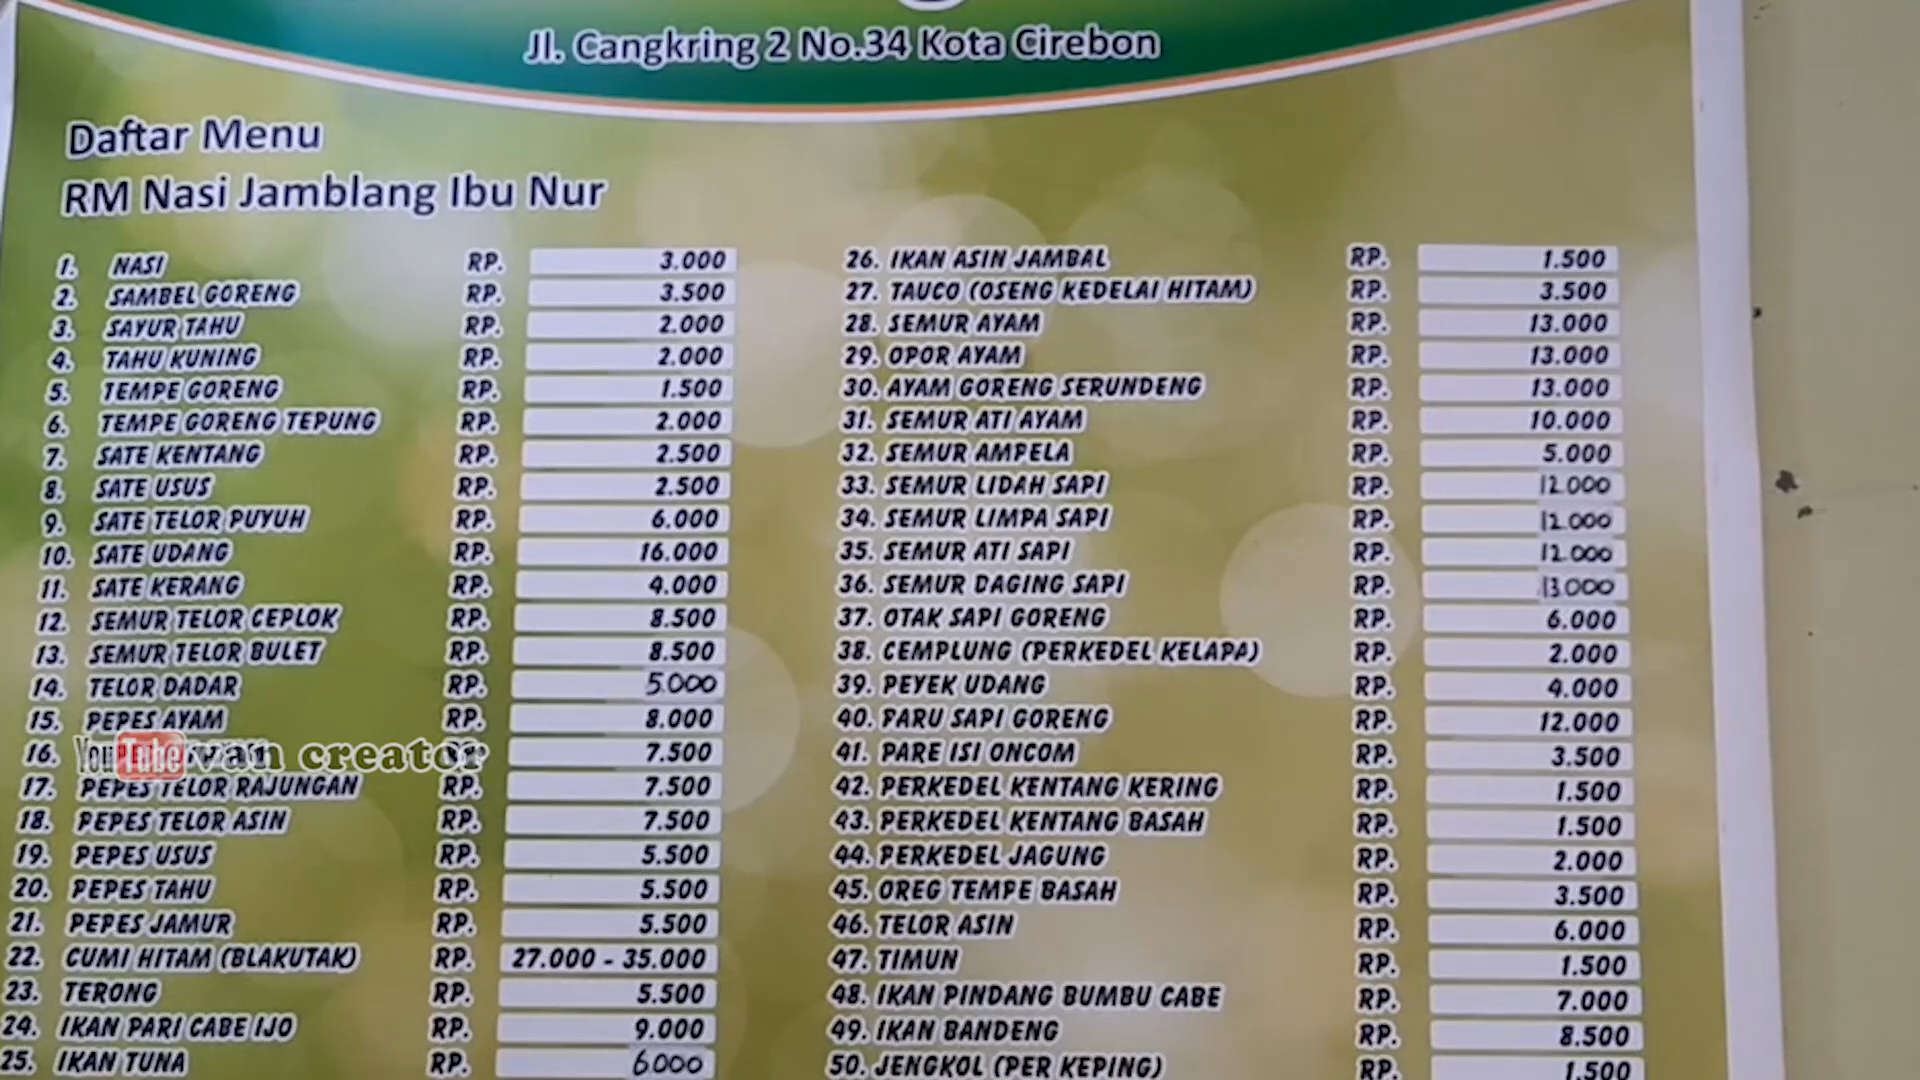 Jl. Cangkring 2 No.34 Kota Cirebon
Daftar Menu
RM Nasi Jamblang Ibu Nur
1. NASI RP. 3.000
2. SAMBEL GORENG RP. 3.500
3. SAYUR TAHU RP. 2.000
4. TAHU KUNING RP. 2.000
5. TEMPE GORENG RP. 1.500
6. TEMPE GORENG TEPUNG RP. 2.000
7. SATE KENTANG RP. 2.500
8. SATE USUS RP. 2.500
9. SATE TELOR PUYUH RP. 6.000
10. SATE UDANG RP. 16.000
11. SATE KERANG RP. 4.000
12. SEMUR TELOR CEPLOK RP. 8.500
13. SEMUR TELOR BULET RP. 8.500
14. TELOR DADAR RP. 5.000
15. PEPES AYAM RP. 8.000
16. RP. 7.500
YouTube van creator
17. PEPES TELOR RAJUNGAN RP. 7.500
18. PEPES TELOR ASIN RP. 7.500
19. PEPES USUS RP. 5.500
20. PEPES TAHU RP. 5.500
21. PEPES JAMUR RP. 5.500
22. CUMI HITAM (BLAKUTAK) RP. 27.000 - 35.000
23. TERONG RP. 5.500
24. IKAN PARI CABE IJO RP. 9.000
25. IKAN TUNA RP. 6.000
26. IKAN ASIN JAMBAL RP. 1.500
27. TAUCO (OSENG KEDELAI HITAM) RP. 3.500
28. SEMUR AYAM RP. 13.000
29. OPOR AYAM RP. 13.000
30. AYAM GORENG SERUNDENG RP. 13.000
31. SEMUR ATI AYAM RP. 10.000
32. SEMUR AMPELA RP. 5.000
33. SEMUR LIDAH SAPI RP. 12.000
34. SEMUR LIMPA SAPI RP. 12.000
35. SEMUR ATI SAPI RP. 12.000
36. SEMUR DAGING SAPI RP. 13.000
37. OTAK SAPI GORENG RP. 6.000
38. CEMPLUNG (PERKEDEL KELAPA) RP. 2.000
39. PEYEK UDANG RP. 4.000
40. PARU SAPI GORENG RP. 12.000
41. PARE ISI ONCOM RP. 3.500
42. PERKEDEL KENTANG KERING RP. 1.500
43. PERKEDEL KENTANG BASAH RP. 1.500
44. PERKEDEL JAGUNG RP. 2.000
45. OREG TEMPE BASAH RP. 3.500
46. TELOR ASIN RP. 6.000
47. TIMUN RP. 1.500
48. IKAN PINDANG BUMBU CABE RP. 7.000
49. IKAN BANDENG RP. 8.500
50. JENGKOL (PER KEPING) RP. 1.500